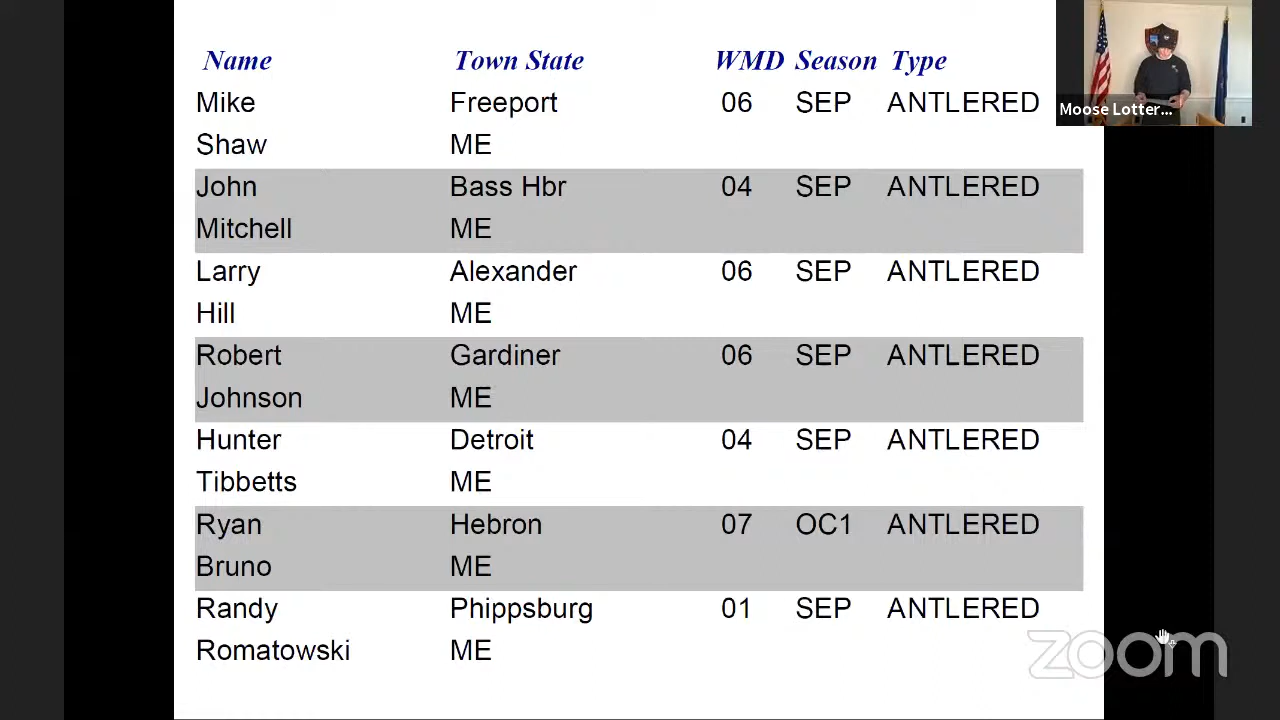 Name Town State WMD Season Type
Mike Freeport 06 SEP ANTLERED
Shaw ME
John Bass Hbr 04 SEP ANTLERED
Mitchell ME
Larry Alexander 06 SEP ANTLERED
Hill ME
Robert Gardiner 06 SEP ANTLERED
Johnson ME
Hunter Detroit 04 SEP ANTLERED
Tibbetts ME
Ryan Hebron 07 OC1 ANTLERED
Bruno ME
Randy Phippsburg 01 SEP ANTLERED
Romatowski ME
Moose Lotter...
zoom